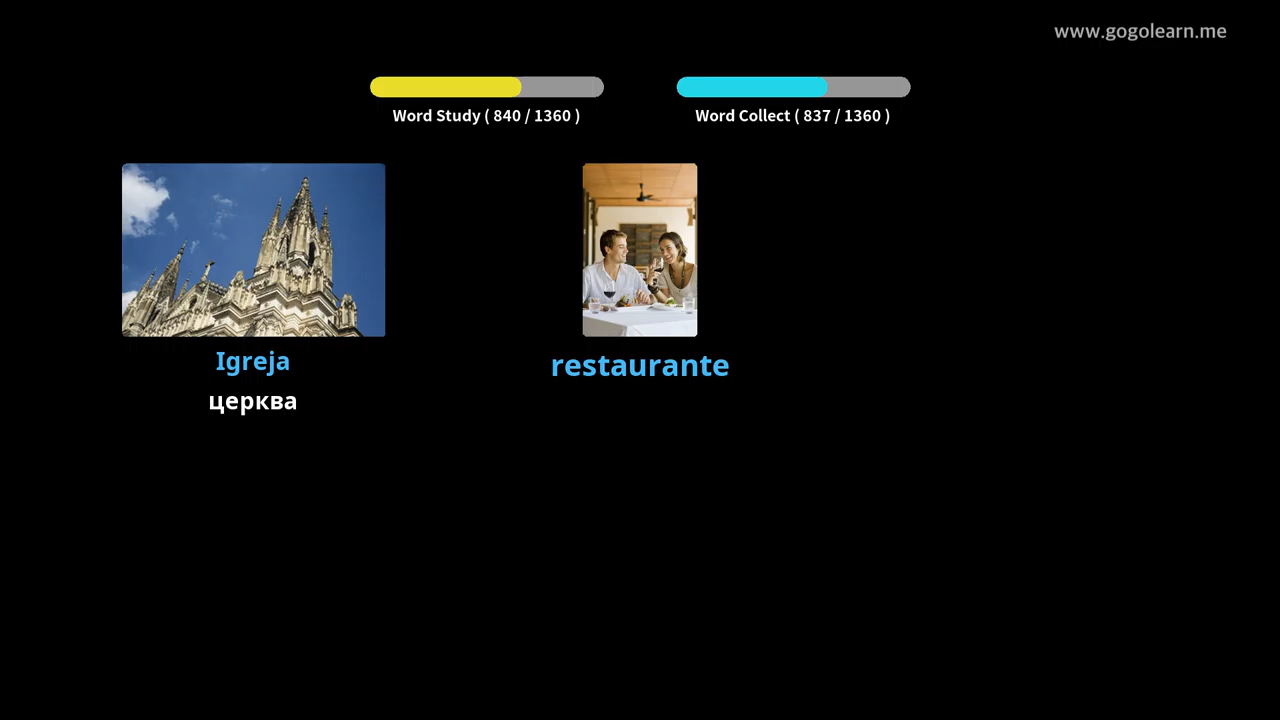 www.gogolearn.me
Word Study ( 840 / 1360 )
Word Collect ( 837 / 1360 )
Igreja
церква
restaurante